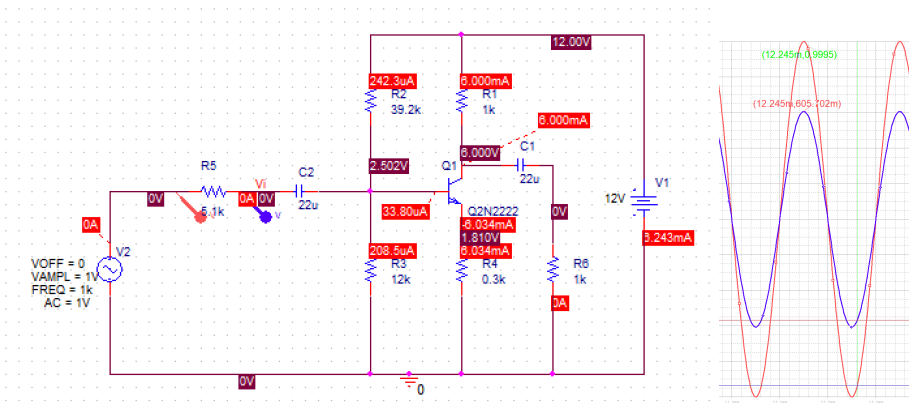 12.00V
(12.245m,0.9995)
242.3uA
6.000mA
R2
R1
39.2k
1k
(12.245m,605.702m)
6.000mA
6.000V
C1
2.502V
Q1
R5
C2
22u
Vi
V1
12V
0V
0A
0V
5.1k
V
22u
33.80uA
Q2N2222
0V
0A
-6.034mA
1.810V
6.243mA
V2
208.5uA
6.034mA
R3
R4
R6
VOFF = 0
12k
0.3k
1k
VAMPL = 1V
FREQ = 1k
AC = 1V
0A
0V
0